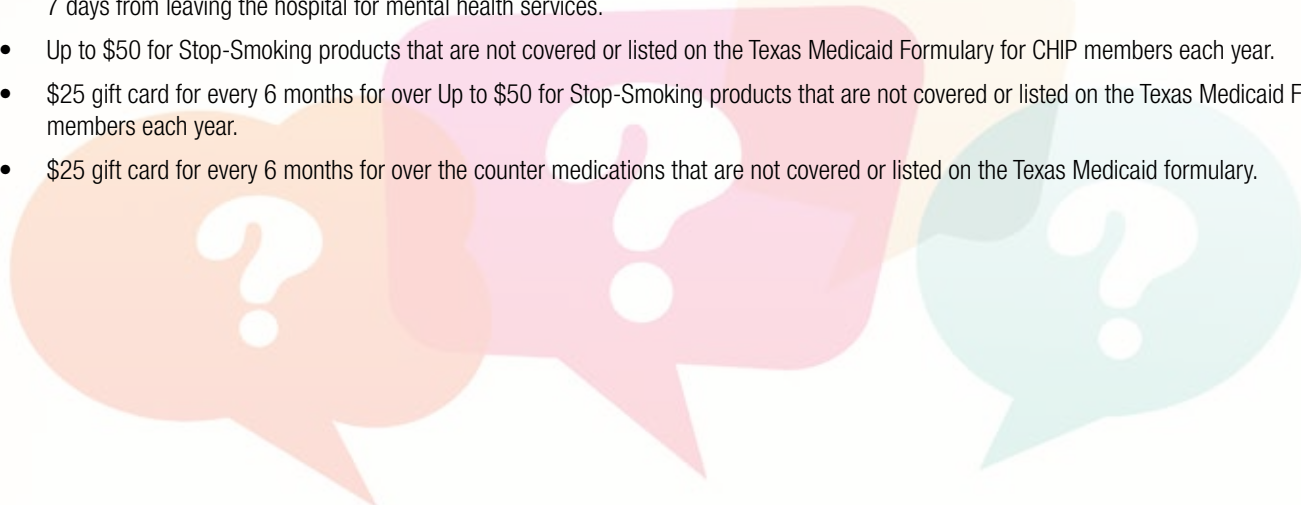 7 days from leaving the hospital for mental health services.
• Up to $50 for Stop-Smoking products that are not covered or listed on the Texas Medicaid Formulary for CHIP members each year.
• $25 gift card for every 6 months for over Up to $50 for Stop-Smoking products that are not covered or listed on the Texas Medicaid
members each year.
• $25 gift card for every 6 months for over the counter medications that are not covered or listed on the Texas Medicaid formulary.
? ? ?